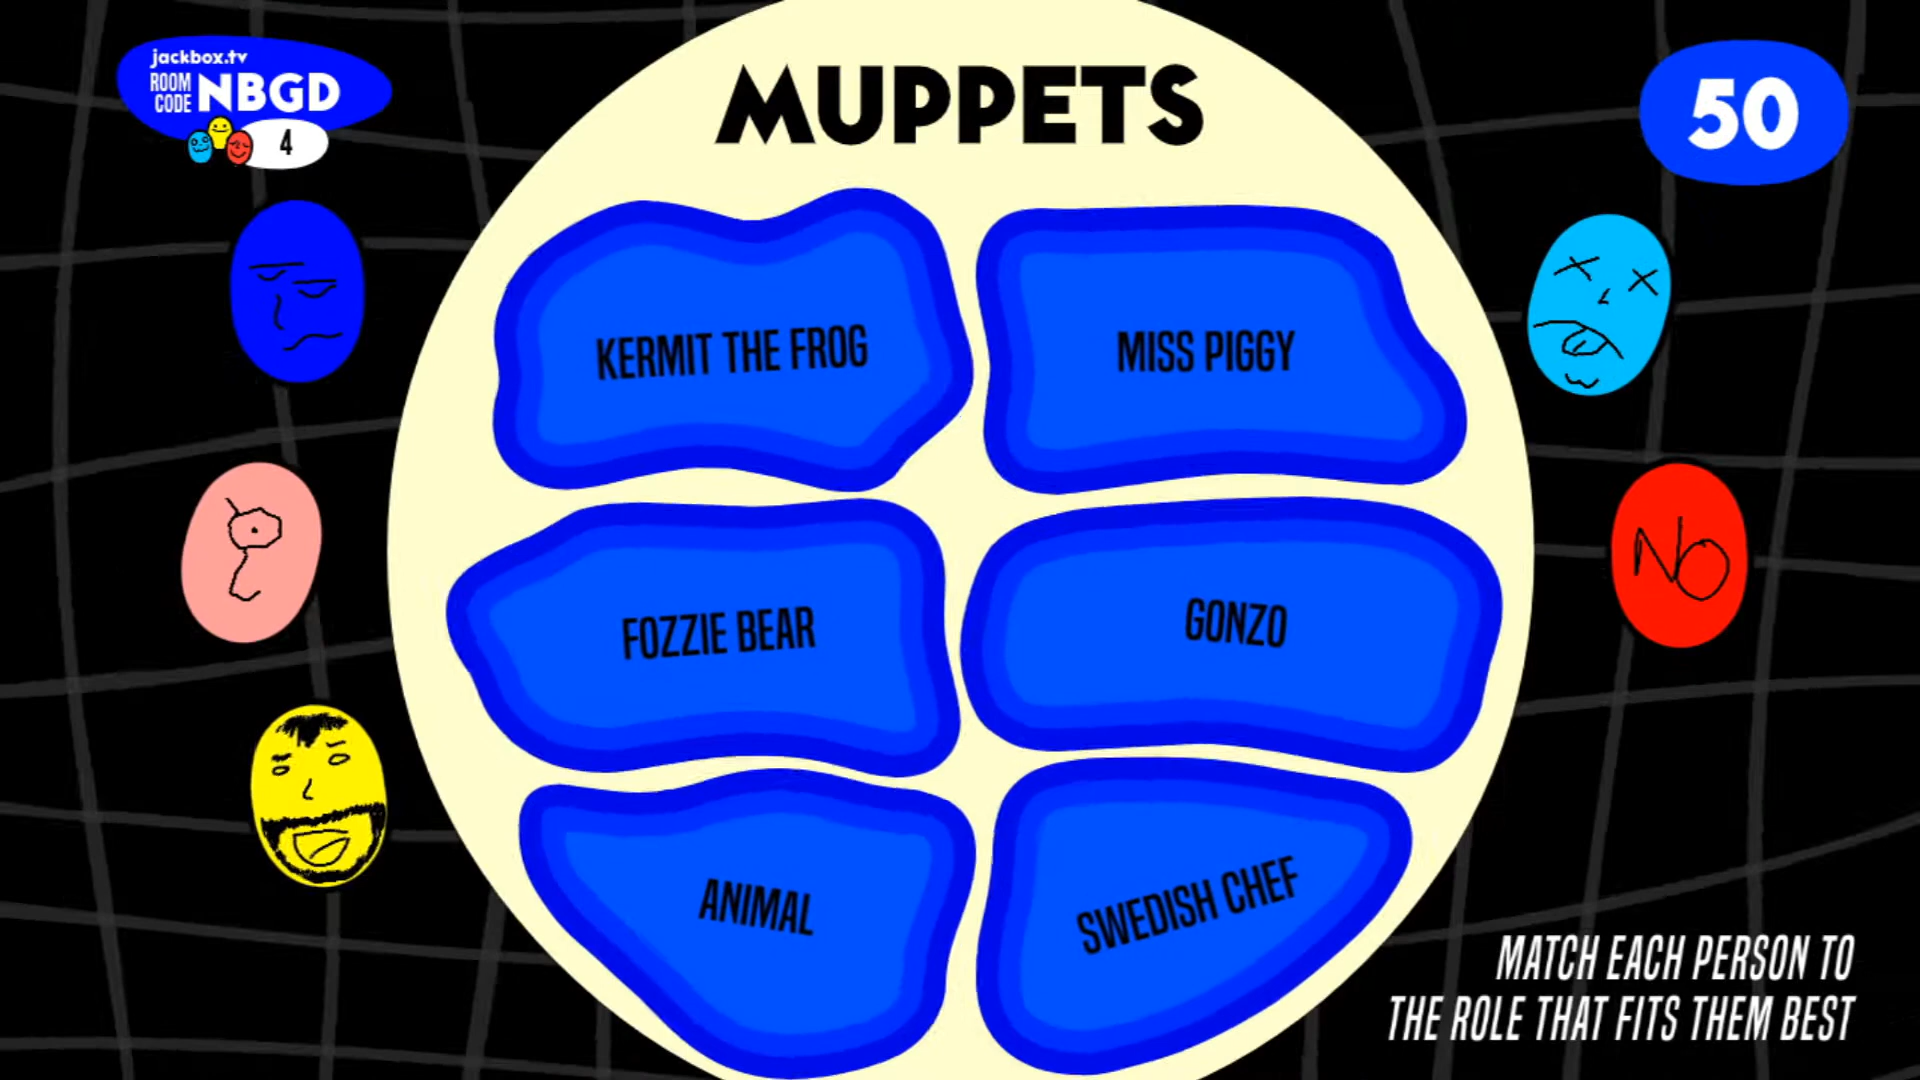 jackbox.tv
ROOM CODE NBGD
4
MUPPETS
50
KERMIT THE FROG
MISS PIGGY
FOZZIE BEAR
GONZO
NO
ANIMAL
SWEDISH CHEF
MATCH EACH PERSON TO
THE ROLE THAT FITS THEM BEST